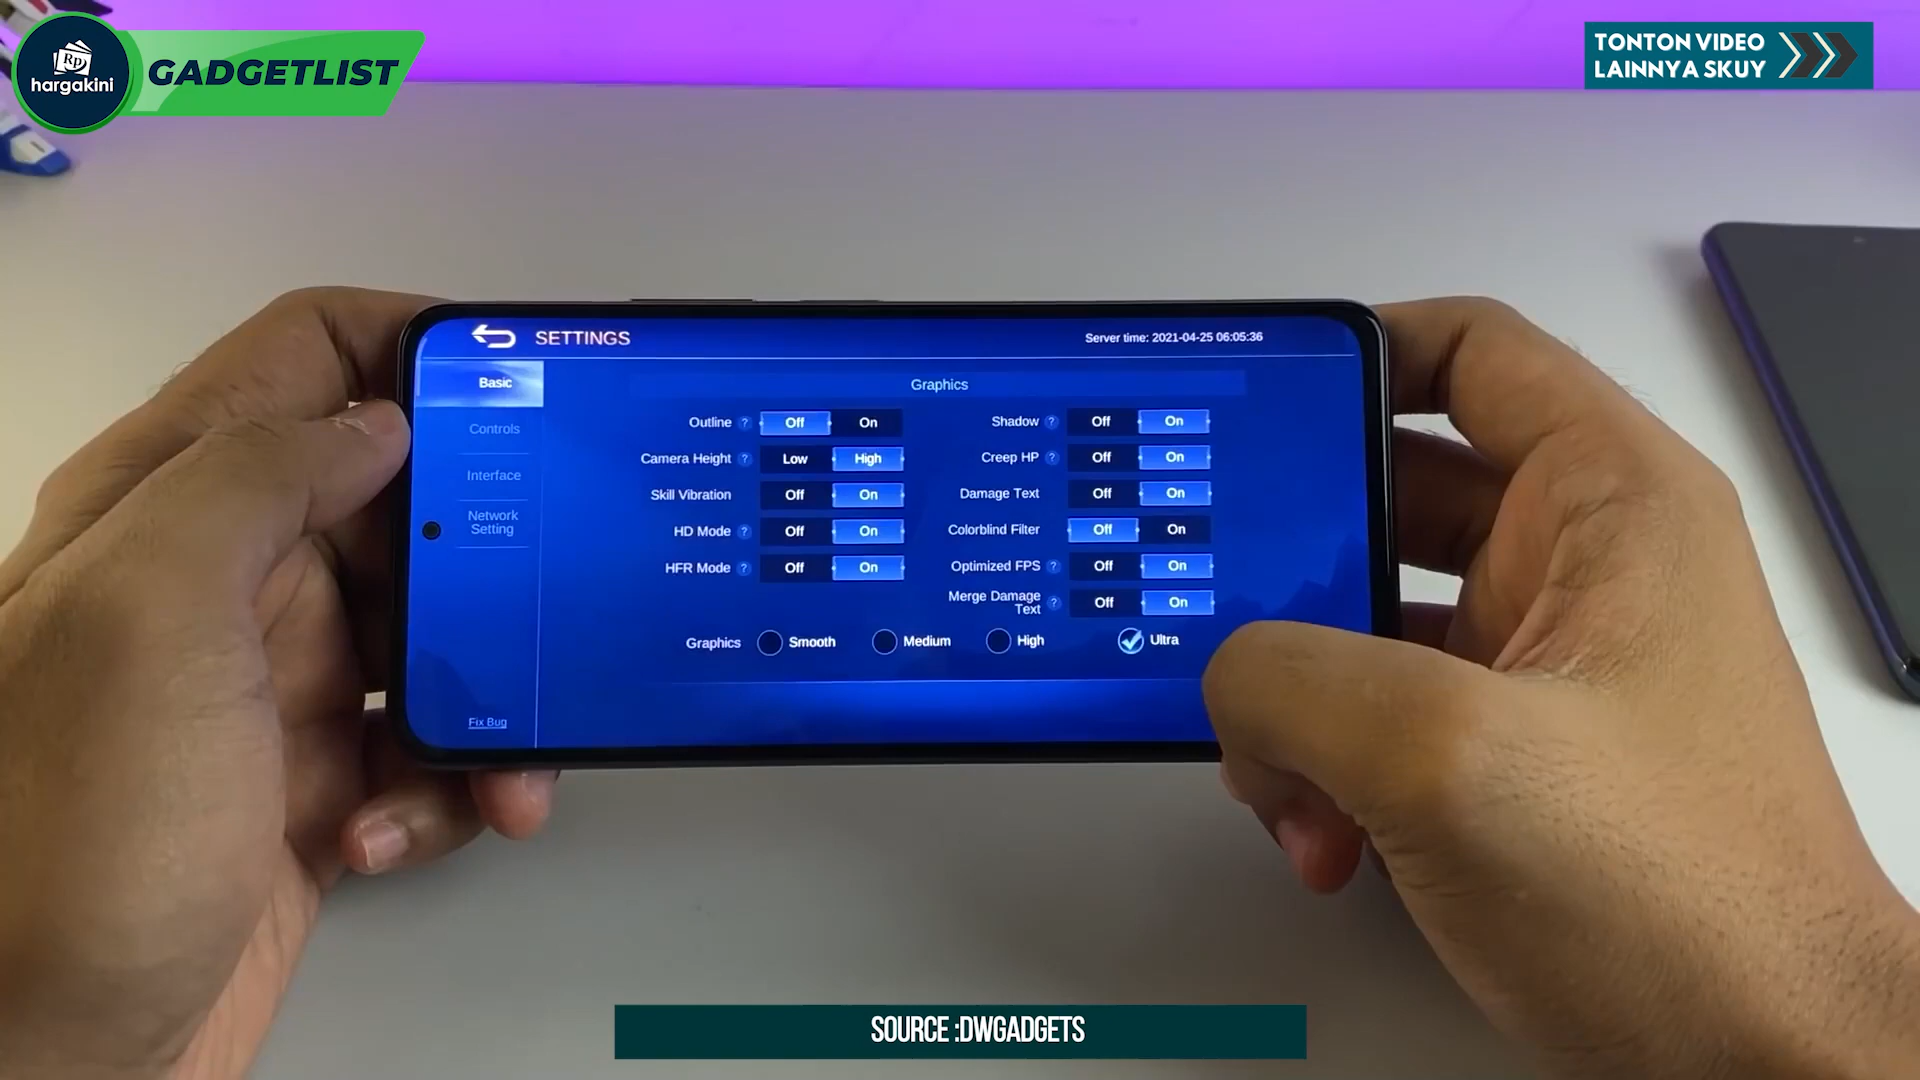 Rp
hargakini
GADGETLIST
TONTON VIDEO
LAINNYA SKUY
SETTINGS
Server time: 2021-04-25 06:05:36
Basic
Controls
Interface
Network
Setting
Fix Bug
Graphics
Outline ? Off On
Camera Height ? Low High
Skill Vibration Off On
HD Mode ? Off On
HFR Mode ? Off On
Shadow ? Off On
Creep HP ? Off On
Damage Text Off On
Colorblind Filter Off On
Optimized FPS ? Off On
Merge Damage
Text ? Off On
Graphics Smooth Medium High Ultra
SOURCE :DWGADGETS